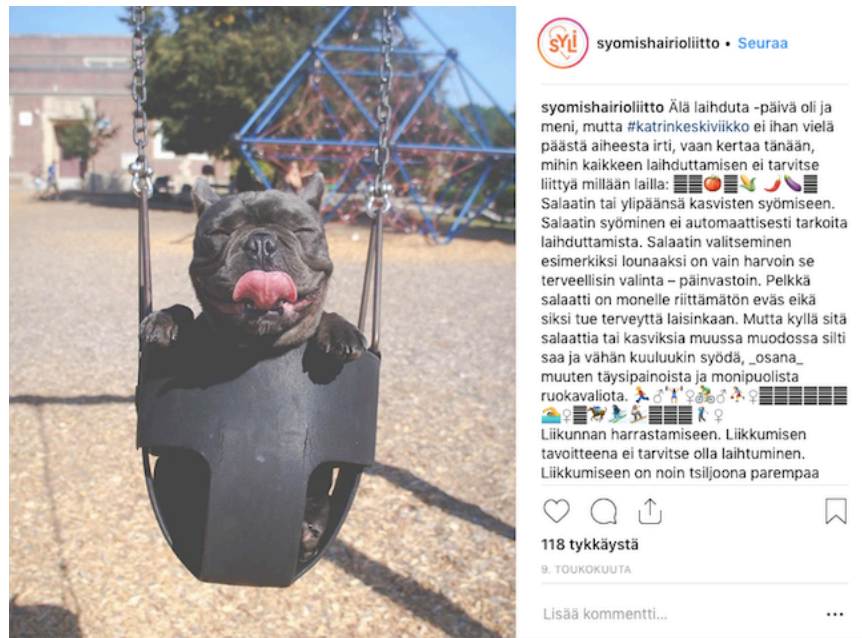 SYLI
syomishairioliitto • Seuraa
syomishairioliitto Älä laihduta -päivä oli ja
meni, mutta #katrinkeskiviikko ei ihan vielä
päästä aiheesta irti, vaan kertaa tänään,
mihin kaikkeen laihduttamisen ei tarvitse
liittyä millään lailla: 🍅🌽🌶🍆
Salaatin tai ylipäänsä kasvisten syömiseen.
Salaatin syöminen ei automaattisesti tarkoita
laihduttamista. Salaatin valitseminen
esimerkiksi lounaaksi on vain harvoin se
terveellisin valinta – päinvastoin. Pelkkä
salaatti on monelle riittämätön eväs eikä
siksi tue terveyttä laisinkaan. Mutta kyllä sitä
salaattia tai kasviksia muussa muodossa silti
saa ja vähän kuuluukin syödä, _osana_
muuten täysipainoista ja monipuolista
ruokavaliota. 🏃♂🏋♀🚴♂⛹♀
🏊♀🏇⛷🏂🏌♀
Liikunnan harrastamiseen. Liikkumisen
tavoitteena ei tarvitse olla laihtuminen.
Liikkumiseen on noin tsiljoona parempaa
118 tykkäystä
9. TOUKOKUUTA
Lisää kommentti...